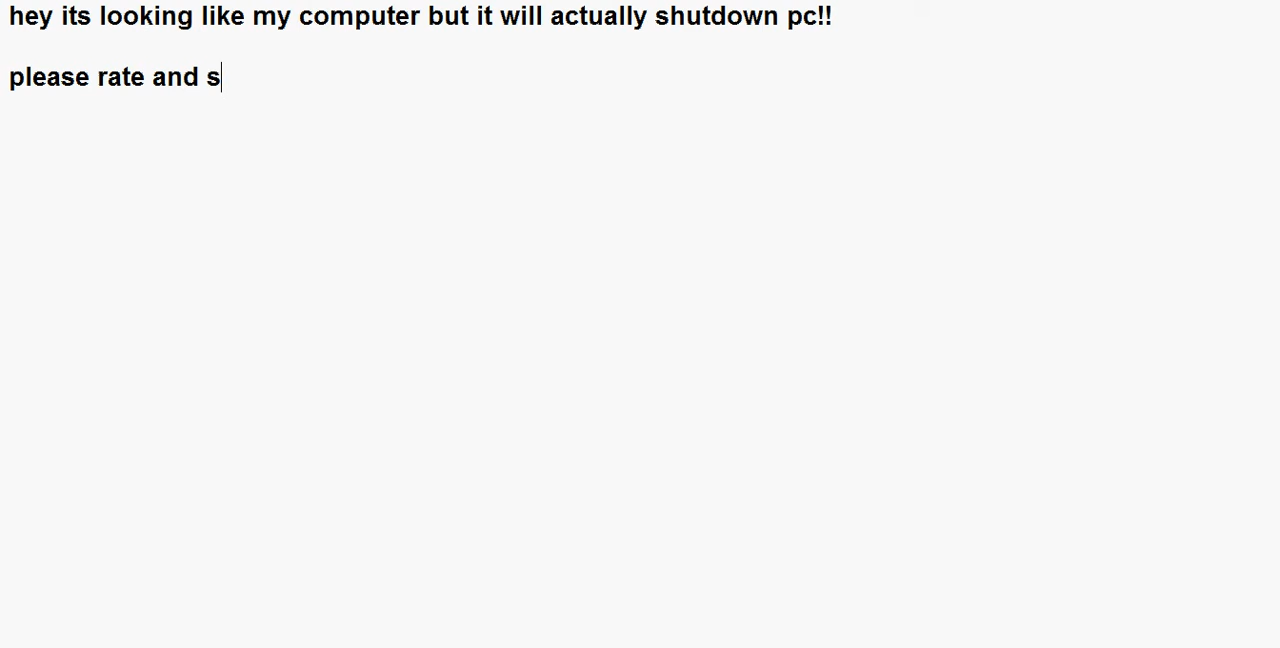 hey its looking like my computer but it will actually shutdown pc!!
please rate and s